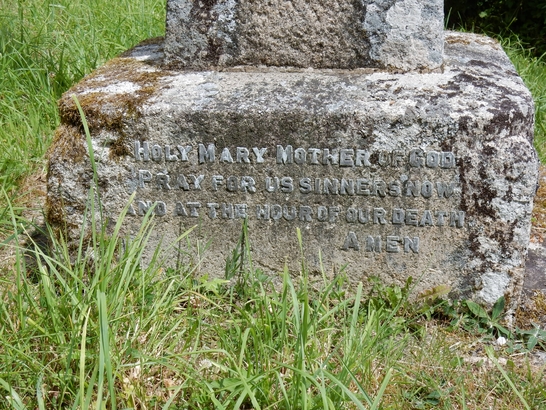 HOLY MARY MOTHER OF GOD
PRAY FOR US SINNERS NOW
AND AT THE HOUR OF OUR DEATH
AMEN